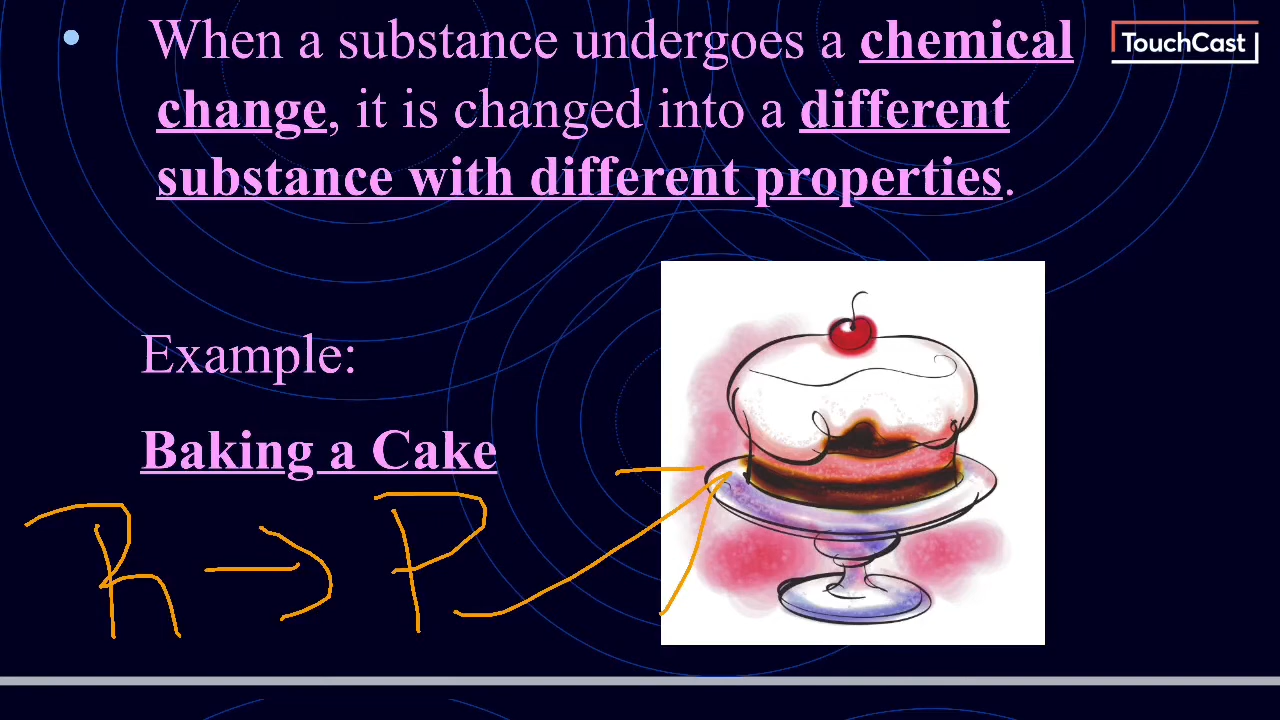 • When a substance undergoes a chemical
change, it is changed into a different
substance with different properties.
TouchCast
Example:
Baking a Cake
R → P